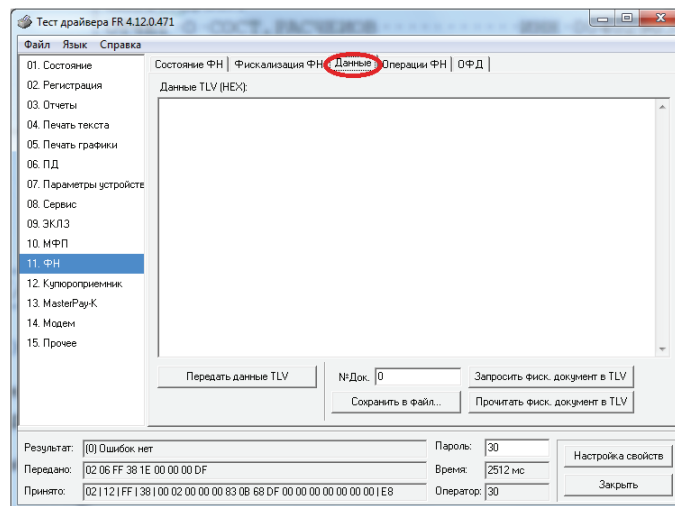 Тест драйвера FR 4.12.0.471
Файл Язык Справка
01. Состояние
02. Регистрация
03. Отчеты
04. Печать текста
05. Печать графики
06. ПД
07. Параметры устройств
08. Сервис
09. ЭКЛЗ
10. МФП
11. ФН
12. Купюроприемник
13. MasterPay-K
14. Модем
15. Прочее
Состояние ФН Фискализация ФН Данные Операции ФН ОФД
Данные TLV (HEX):
Передать данные TLV
№Док. 0
Запросить фиск. документ в TLV
Сохранить в файл...
Прочитать фиск. документ в TLV
Результат: (0) Ошибок нет
Пароль: 30
Настройка свойств
Передано: 02 06 FF 38 1E 00 00 00 DF
Время: 2512 мс
Принято: 02 | 12 | FF | 38 | 00 02 00 00 00 83 0B 68 DF 00 00 00 00 00 00 00 | E8
Оператор: 30
Закрыть